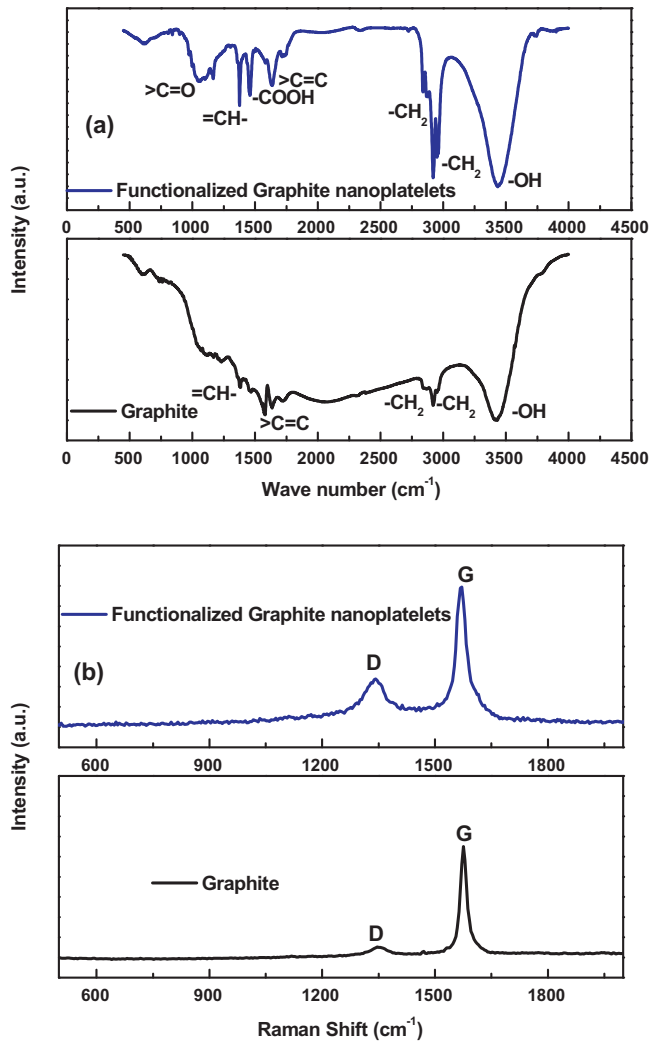 >C=O
>C=C
-COOH
=CH-
(a)
-CH₂
-CH₂
-OH
Functionalized Graphite nanoplatelets
0 500 1000 1500 2000 2500 3000 3500 4000 4500
Intensity (a.u.)
=CH-
>C=C
-CH₂
-CH₂
-OH
Graphite
0 500 1000 1500 2000 2500 3000 3500 4000 4500
Wave number (cm⁻¹)
G
Functionalized Graphite nanoplatelets
D
(b)
600 900 1200 1500 1800
Intensity (a.u.)
G
Graphite
D
600 900 1200 1500 1800
Raman Shift (cm⁻¹)